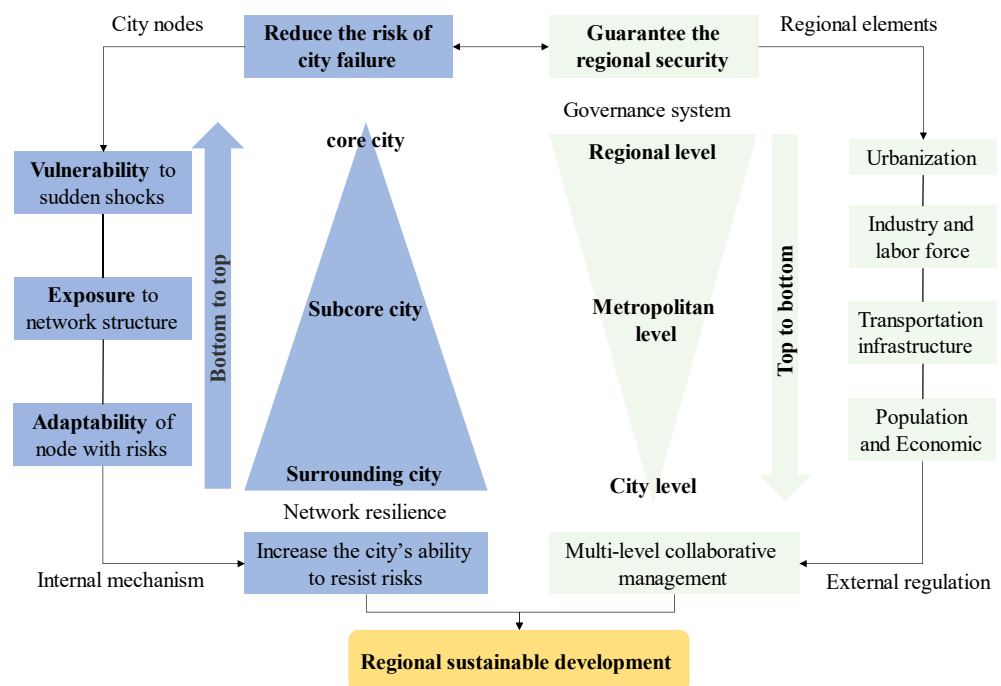 City nodes
Reduce the risk of
city failure
Guarantee the
regional security
Regional elements
Governance system
core city
Regional level
Vulnerability to
sudden shocks
Urbanization
Industry and
labor force
Bottom to top
Exposure to
network structure
Subcore city
Metropolitan
level
Top to bottom
Transportation
infrastructure
Adaptability of
node with risks
Population
and Economic
Surrounding city
City level
Network resilience
Increase the city's ability
to resist risks
Multi-level collaborative
management
Internal mechanism
External regulation
Regional sustainable development